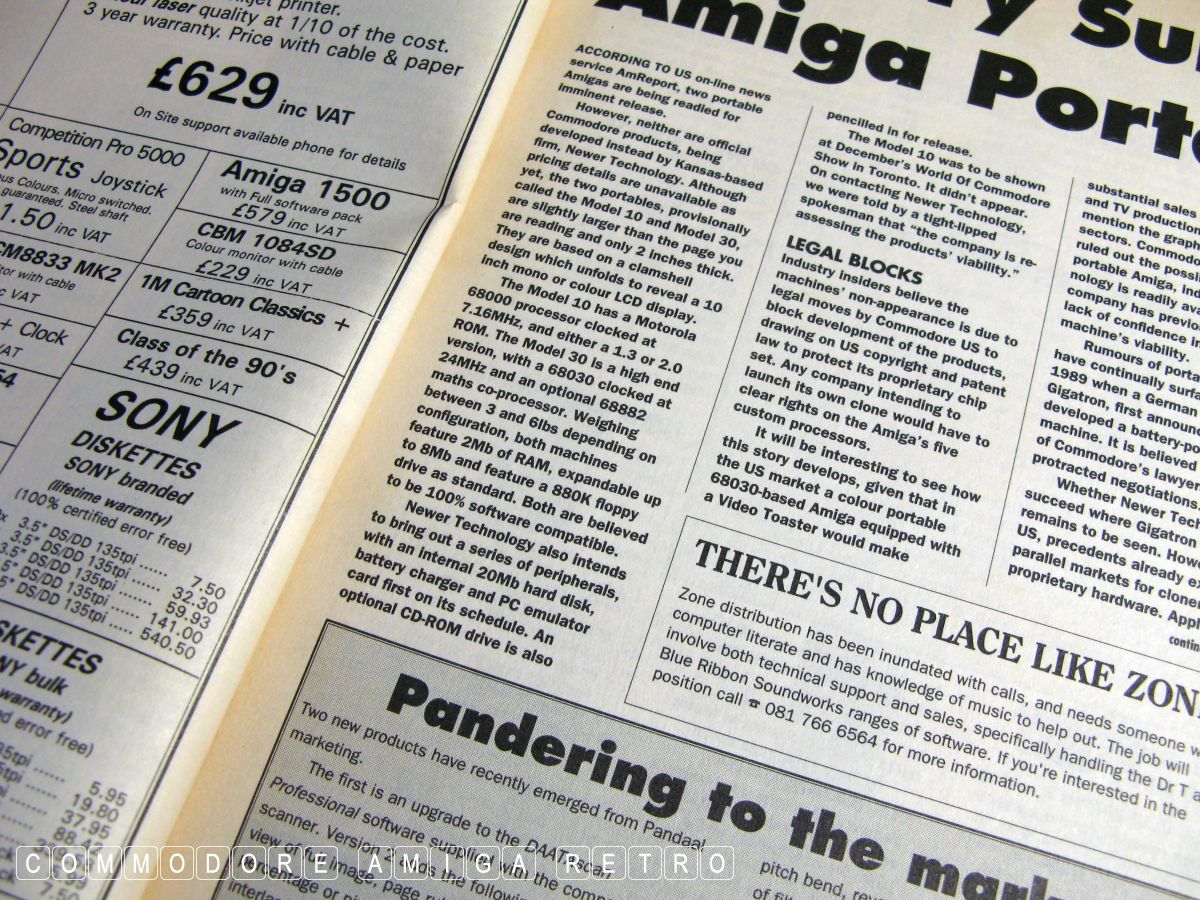 jet printer.
laser quality at 1/10 of the cost.
3 year warranty. Price with cable & paper
£629 inc VAT
On Site support available phone for details
Competition Pro 5000
Sports Joystick
Colours. Micro switched.
guaranteed. Steel shaft
1.50 inc VAT
CM8833 MK2
with cable
VAT
+ Clock
VAT
Amiga 1500
with Full software pack
£579 inc VAT
CBM 1084SD
Colour monitor with cable
£229 inc VAT
1M Cartoon Classics +
£359 inc VAT
Class of the 90's
£439 inc VAT
SONY
DISKETTES
SONY branded
(lifetime warranty)
(100% certified error free)
3.5" DS/DD 135tpi ...... 7.50
3.5" DS/DD 135tpi ...... 32.30
3.5" DS/DD 135tpi ...... 59.93
DS/DD 135tpi ...... 141.00
DS/DD 135tpi ..... 540.50
bulk
warranty)
error free)
5.95
19.80
37.95
7.50
Amiga
ACCORDING TO US on-line news
service AmReport, two portable
Amigas are being readied for
imminent release.
However, neither are official
Commodore products, being
developed instead by Kansas-based
firm, Newer Technology. Although
pricing details are unavailable as
yet, the two portables, provisionally
called the Model 10 and Model 30,
are slightly larger than the page you
are reading and only 2 inches thick.
They are based on a clamshell
design which unfolds to reveal a 10
inch mono or colour LCD display.
The Model 10 has a Motorola
68000 processor clocked at
7.16MHz, and either a 1.3 or 2.0
ROM. The Model 30 is a high end
version, with a 68030 clocked at
24MHz and an optional 68882
maths co-processor. Weighing
between 3 and 6lbs depending on
configuration, both machines
feature 2Mb of RAM, expandable up
to 8Mb and feature a 880K floppy
drive as standard. Both are believed
to be 100% software compatible.
Newer Technology also intends
to bring out a series of peripherals,
with an internal 20Mb hard disk,
battery charger and PC emulator
card first on its schedule. An
optional CD-ROM drive is also
pencilled in for release.
The Model 10 was to be shown
at December's World Of Commodore
Show in Toronto. It didn't appear.
On contacting Newer Technology,
we were told by a tight-lipped
spokesman that "the company is re-
assessing the products' viability."
LEGAL BLOCKS
Industry insiders believe the
machines' non-appearance is due to
legal moves by Commodore US to
block development of the products,
drawing on US copyright and patent
law to protect its proprietary chip
set. Any company intending to
launch its own clone would have to
clear rights on the Amiga's five
custom processors.
It will be interesting to see how
this story develops, given that in
the US market a colour portable
68030-based Amiga equipped with
a Video Toaster would make
substantial sales
and TV production
mention the graph
sectors. Commodo
ruled out the possi
portable Amiga,
nology is readily
company has previo
lack of confidence in
machine's viability.
Rumours of porta
have continually surf
1989 when a German
Gigatron, first annou
developed a battery-po
machine. It is believed
of Commodore's lawyer
protracted negotiations
Whether Newer Tec
succeed where Gigatron
remains to be seen. How
US, precedents already ex
parallel markets for clone
proprietary hardware. Appl
contin
THERE'S NO PLACE LIKE ZON
Zone distribution has been inundated with calls, and needs someone
computer literate and has knowledge of music to help out. The job will
involve both technical support and sales, specifically handling the Dr T
Blue Ribbon Soundworks ranges of software. If you're interested in the
position call ☎ 081 766 6564 for more information.
Pandering to the mark
Two new products have recently emerged from Pandaal
marketing.
The first is an upgrade to the DAATAscan
Professional software supplied with the
scanner. Version 2 adds the following
view of full image, page
pitch bend,
COMMODORE AMIGA RETRO